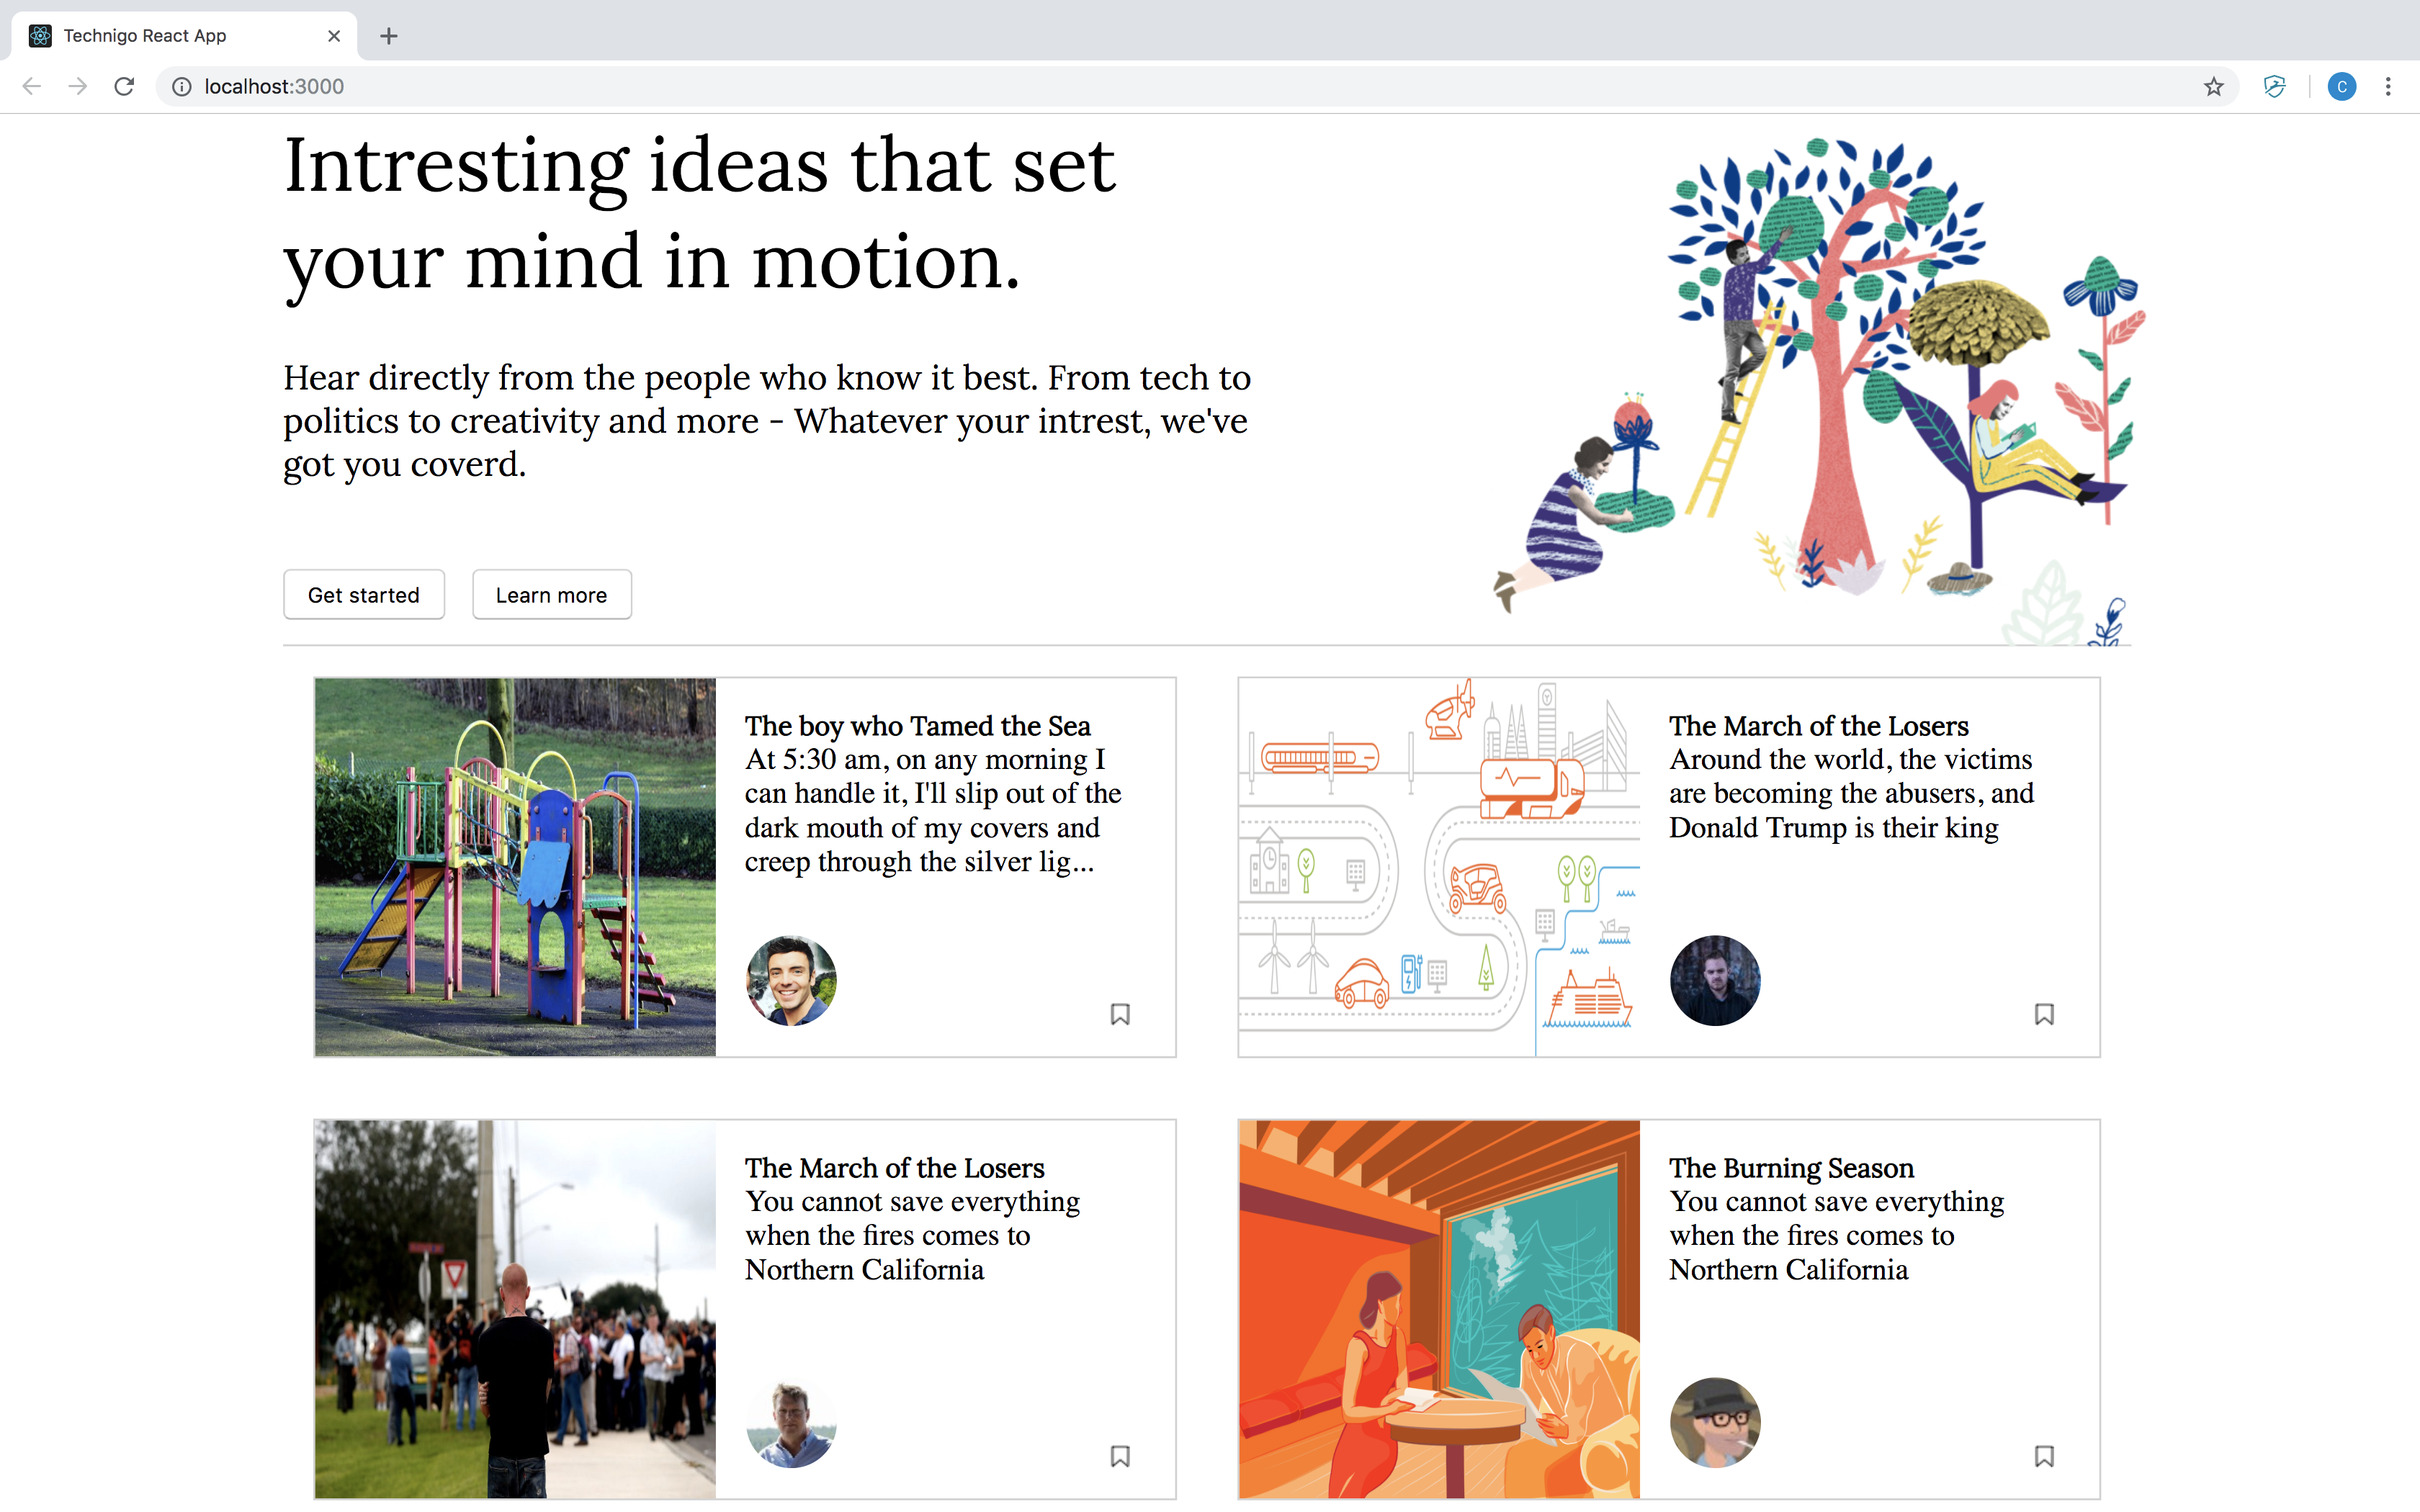 Technigo React App
localhost:3000
C
Intresting ideas that set
your mind in motion.
Hear directly from the people who know it best. From tech to
politics to creativity and more - Whatever your intrest, we've
got you coverd.
Get started
Learn more
The boy who Tamed the Sea
At 5:30 am, on any morning I
can handle it, I'll slip out of the
dark mouth of my covers and
creep through the silver lig...
The March of the Losers
Around the world, the victims
are becoming the abusers, and
Donald Trump is their king
The March of the Losers
You cannot save everything
when the fires comes to
Northern California
The Burning Season
You cannot save everything
when the fires comes to
Northern California